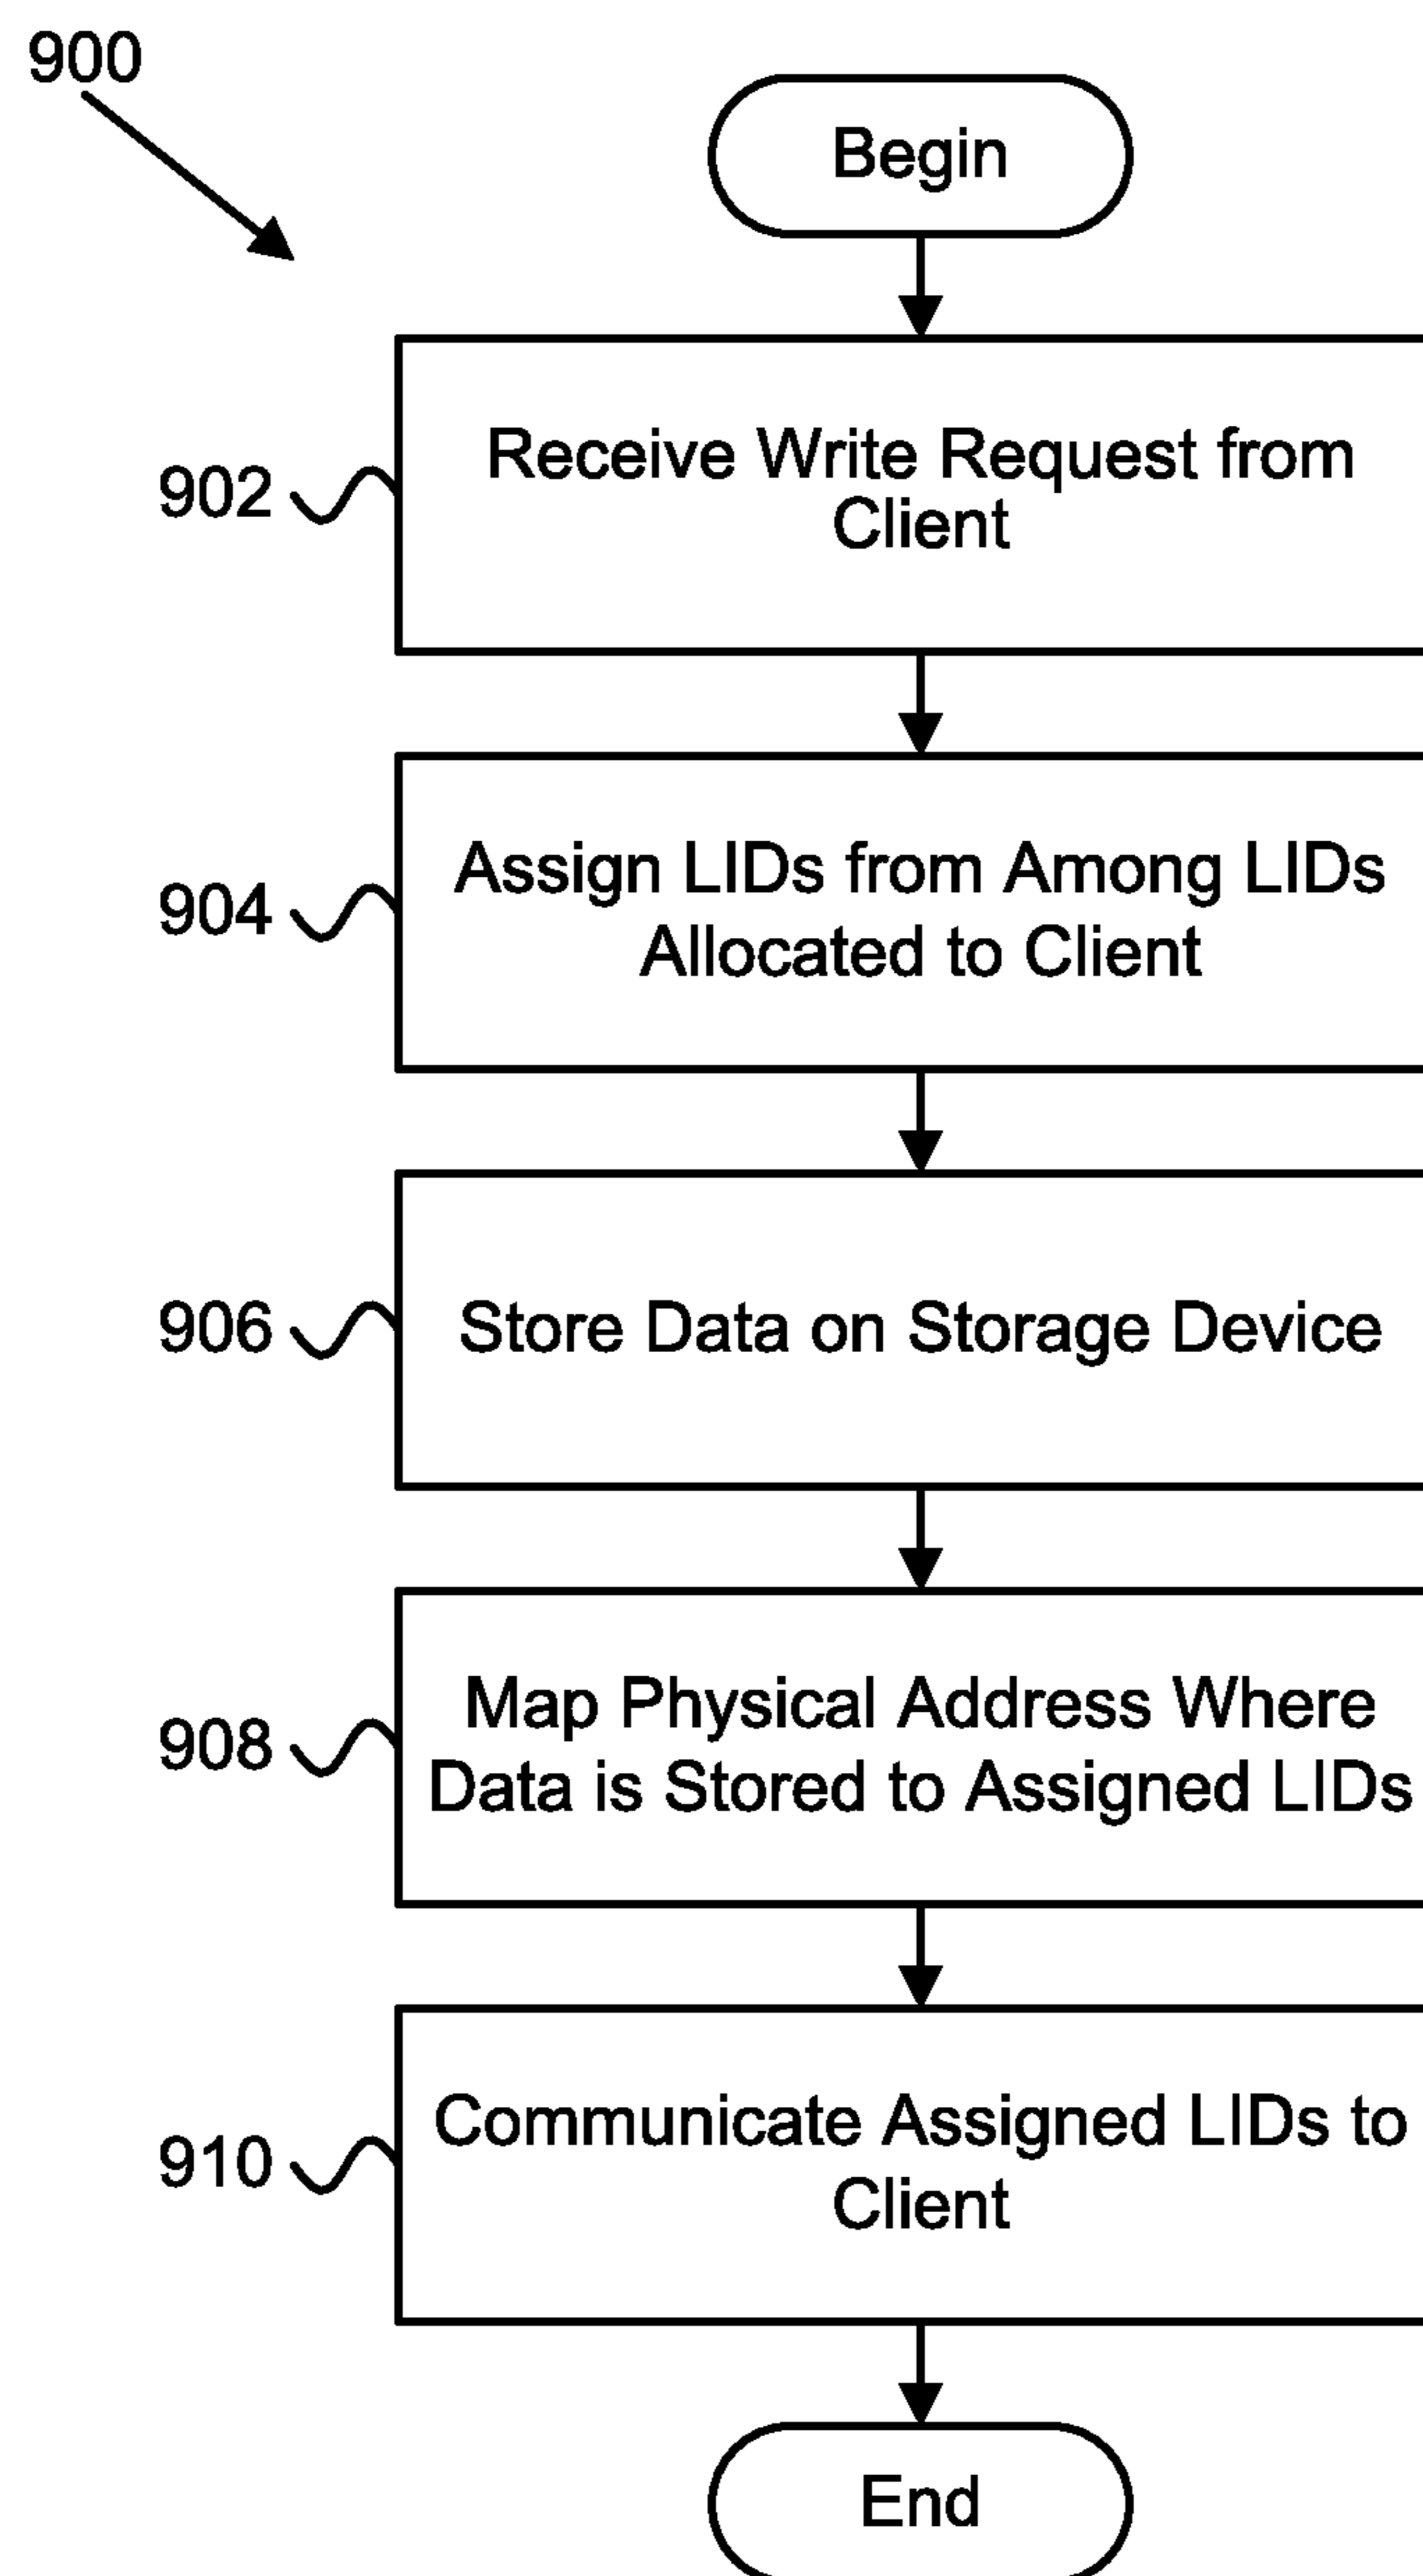 900
Begin
Receive Write Request from
Client
902
Assign LIDs from Among LIDs
Allocated to Client
904
Store Data on Storage Device
906
Map Physical Address Where
Data is Stored to Assigned LIDs
908
Communicate Assigned LIDs to
Client
910
End